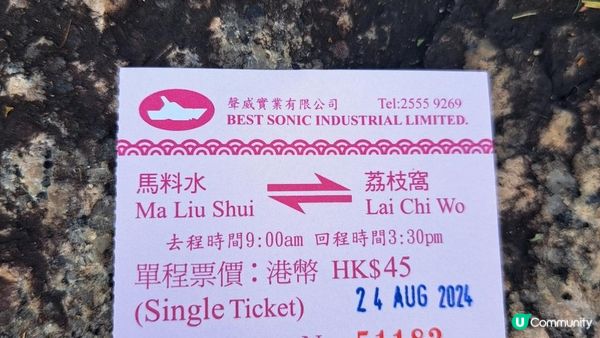 聲威實業有限公司 Tel:2555 9269
BEST SONIC INDUSTRIAL LIMITED.
馬料水 荔枝窩
Ma Liu Shui Lai Chi Wo
去程時間9:00am 回程時間3:30pm
單程票價：港幣 HK$45
(Single Ticket) 24 AUG 2024
51183
U Community